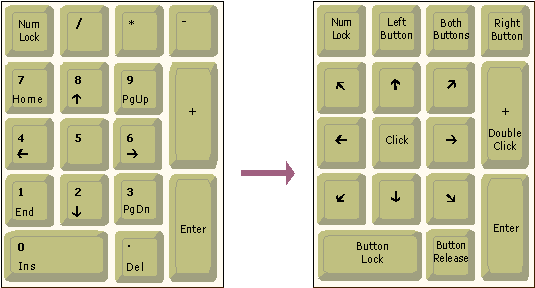 Num
Lock
/
*
-
7
Home
8
↑
9
PgUp
+
4
←
5
6
→
1
End
2
↓
3
PgDn
Enter
0
Ins
.
Del
Num
Lock
Left
Button
Both
Buttons
Right
Button
↖
↑
↗
+
Double
Click
←
Click
→
↙
↓
↘
Enter
Button
Lock
Button
Release